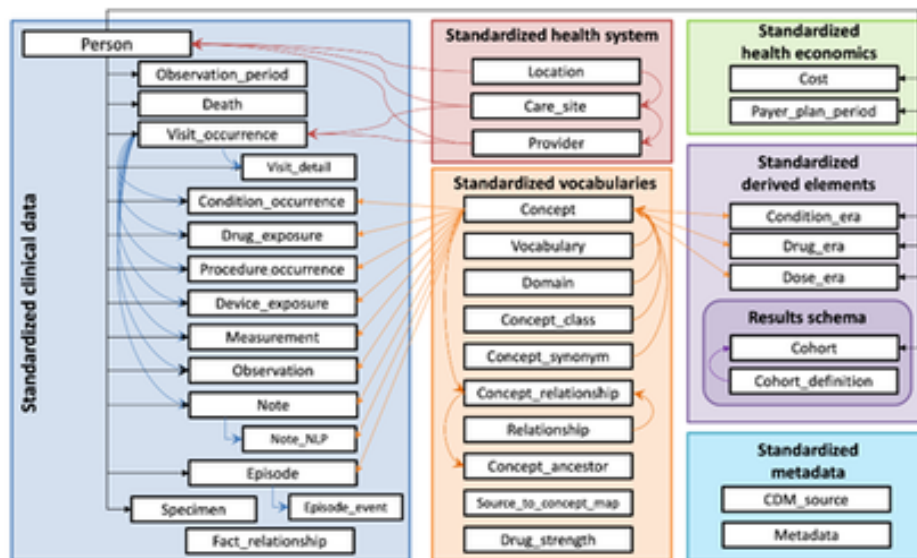 Standardized clinical data
Person
Observation_period
Death
Visit_occurrence
Visit_detail
Condition_occurrence
Drug_exposure
Procedure occurrence
Device_exposure
Measurement
Observation
Note
Note_NLP
Episode
Episode_event
Specimen
Fact_relationship
Standardized health system
Location
Care_site
Provider
Standardized vocabularies
Concept
Vocabulary
Domain
Concept_class
Concept_synonym
Concept_relationship
Relationship
Concept_ancestor
Source_to_concept_map
Drug_strength
Standardized
health economics
Cost
Payer_plan_period
Standardized
derived elements
Condition_era
Drug_era
Dose_era
Results schema
Cohort
Cohort_definition
Standardized
metadata
CDM_source
Metadata